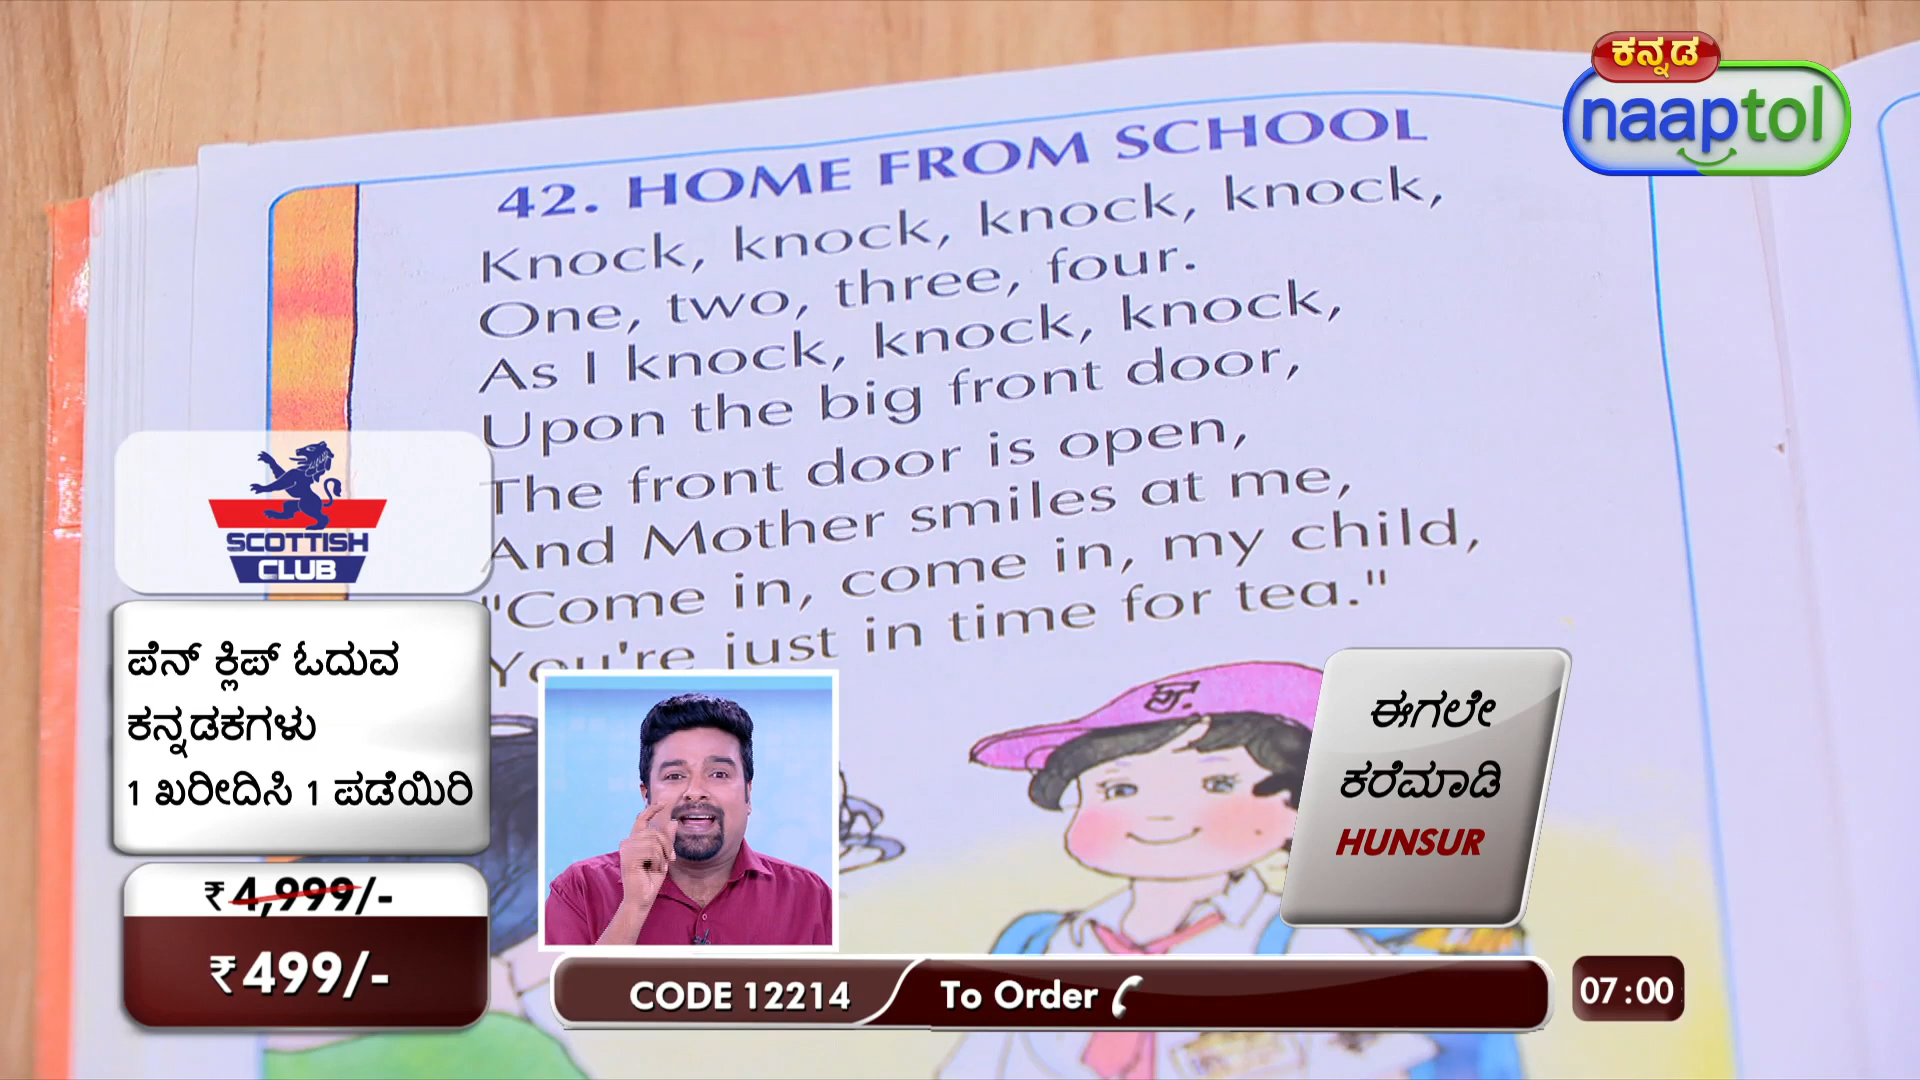 ಕನ್ನಡ
naaptol
42. HOME FROM SCHOOL
Knock, knock, knock, knock,
One, two, three, four.
As I knock, knock, knock,
Upon the big front door,
The front door is open,
And Mother smiles at me,
"Come in, come in, my child,
You're just in time for tea."
SCOTTISH
CLUB
ಪೆನ್ ಕ್ಲಿಪ್ ಓದುವ
ಕನ್ನಡಕಗಳು
1 ಖರೀದಿಸಿ 1 ಪಡೆಯಿರಿ
₹4,999/-
₹499/-
ಈಗಲೇ
ಕರೆಮಾಡಿ
HUNSUR
CODE 12214
To Order
07:00